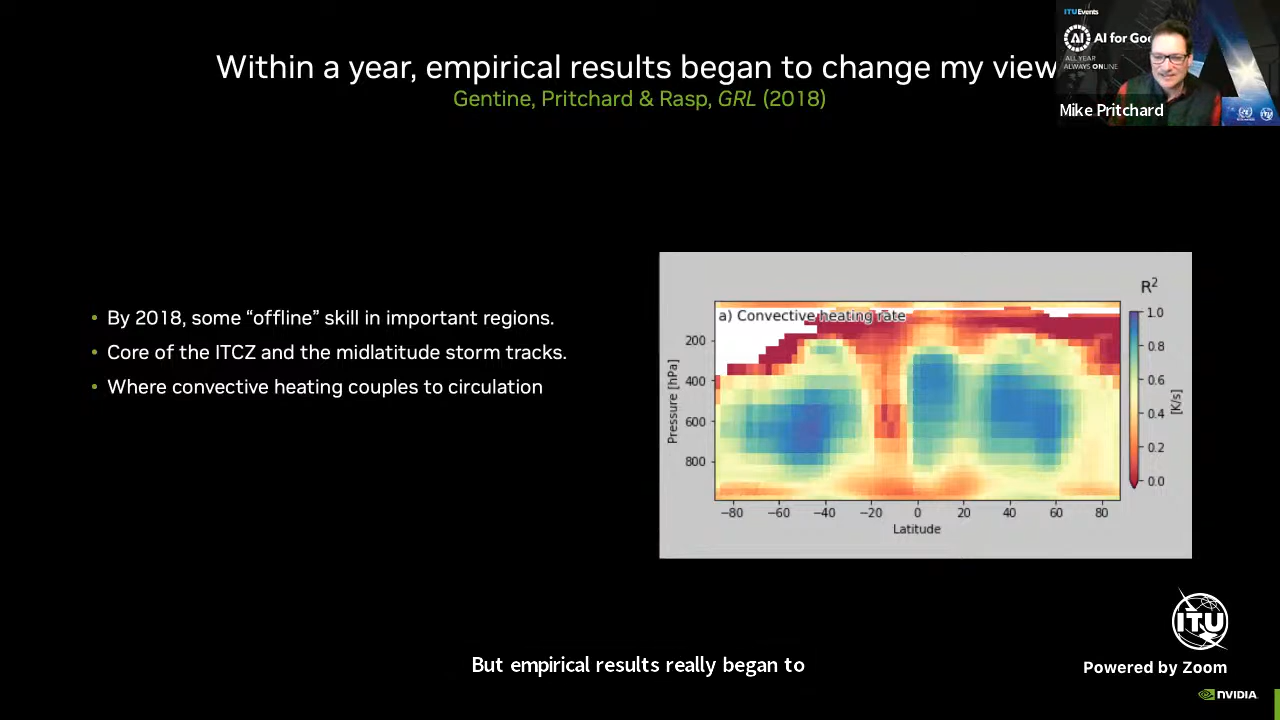 Within a year, empirical results began to change my view
Gentine, Pritchard & Rasp, GRL (2018)
ITUEvents
AI
AI for Goo
ALL YEAR
ALWAYS ONLINE
Mike Pritchard
• By 2018, some “offline” skill in important regions.
• Core of the ITCZ and the midlatitude storm tracks.
• Where convective heating couples to circulation
R²
a) Convective heating rate
Pressure [hPa]
200
400
600
800
−80 −60 −40 −20 0 20 40 60 80
Latitude
1.0
0.8
0.6
0.4
0.2
0.0
[K/s]
But empirical results really began to
ITU
Powered by Zoom
NVIDIA